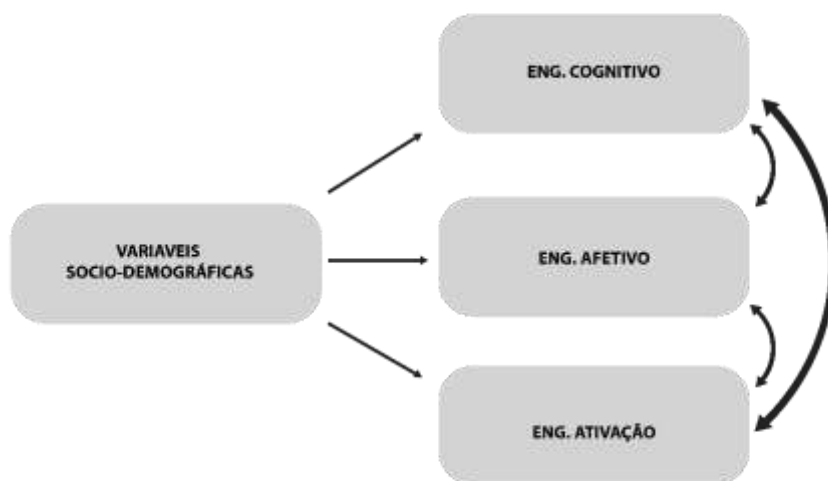 ENG. COGNITIVO
VARIAVEIS
SOCIO-DEMOGRÁFICAS
ENG. AFETIVO
ENG. ATIVAÇÃO